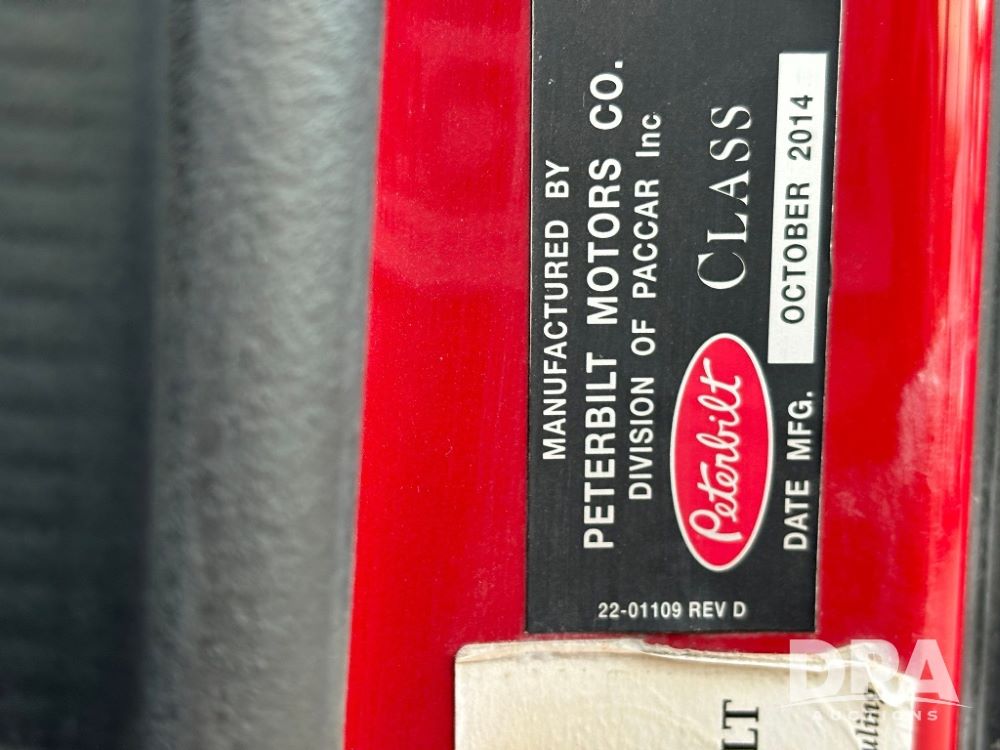 MANUFACTURED BY
PETERBILT MOTORS CO.
DIVISION OF PACCAR Inc
Peterbilt CLASS
DATE MFG. OCTOBER 2014
22-01109 REV D
DRA
AUCTIONS